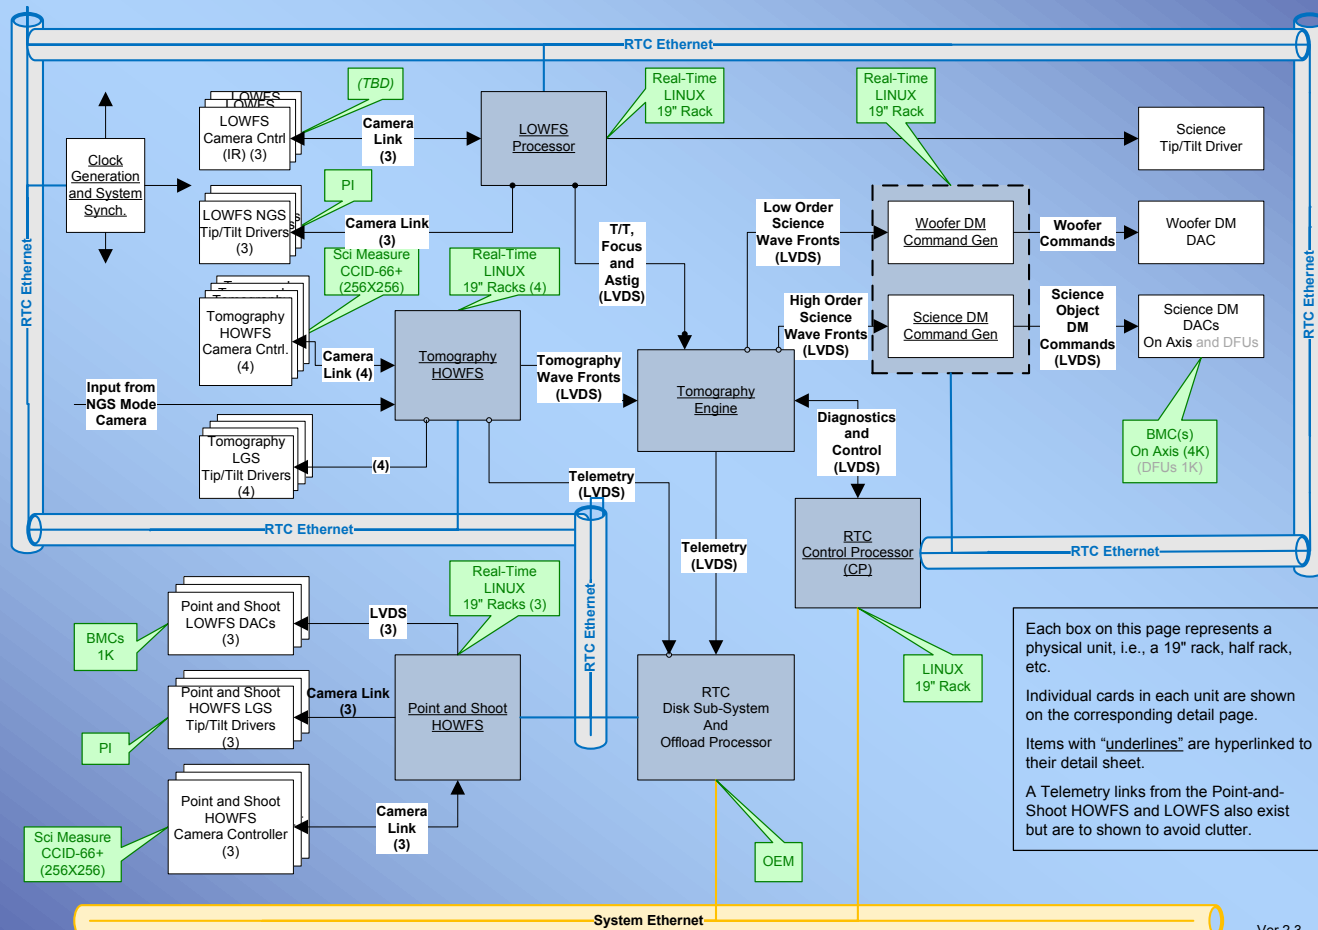 RTC Ethernet
RTC Ethernet
RTC Ethernet
LOWFS
LOWFS
LOWFS
Camera Cntrl
(IR) (3)
(TBD)
Camera
Link
(3)
LOWFS
Processor
Real-Time
LINUX
19" Rack
Real-Time
LINUX
19" Rack
Science
Tip/Tilt Driver
Clock
Generation
and System
Synch.
PI
LOWFS NGS
Tip/Tilt Drivers
(3)
Camera Link
(3)
T/T,
Focus
and
Astig
(LVDS)
Low Order
Science
Wave Fronts
(LVDS)
Woofer DM
Command Gen
Woofer
Commands
Woofer DM
DAC
Sci Measure
CCID-66+
(256X256)
Real-Time
LINUX
19" Racks (4)
Tomography
HOWFS
Camera Cntrl.
(4)
Camera
Link (4)
Tomography
HOWFS
Tomography
Wave Fronts
(LVDS)
High Order
Science
Wave Fronts
(LVDS)
Science DM
Command Gen
Science
Object
DM
Commands
(LVDS)
Science DM
DACs
On Axis and DFUs
Input from
NGS Mode
Camera
Tomography
Engine
Diagnostics
and
Control
(LVDS)
BMC(s)
On Axis (4K)
(DFUs 1K)
Tomography
LGS
Tip/Tilt Drivers
(4)
(4)
Telemetry
(LVDS)
RTC Ethernet
Telemetry
(LVDS)
RTC
Control Processor
(CP)
RTC Ethernet
RTC Ethernet
Real-Time
LINUX
19" Racks (3)
Point and Shoot
LOWFS DACs
(3)
LVDS
(3)
BMCs
1K
Point and Shoot
HOWFS LGS
Tip/Tilt Drivers
(3)
Camera Link
(3)
PI
Point and Shoot
HOWFS
RTC
Disk Sub-System
And
Offload Processor
LINUX
19" Rack
Point and Shoot
HOWFS
Camera Controller
(3)
Camera
Link
(3)
Sci Measure
CCID-66+
(256X256)
OEM
Each box on this page represents a
physical unit, i.e., a 19" rack, half rack,
etc.
Individual cards in each unit are shown
on the corresponding detail page.
Items with “underlines” are hyperlinked to
their detail sheet.
A Telemetry links from the Point-and-
Shoot HOWFS and LOWFS also exist
but are to shown to avoid clutter.
System Ethernet
Ver 2.3